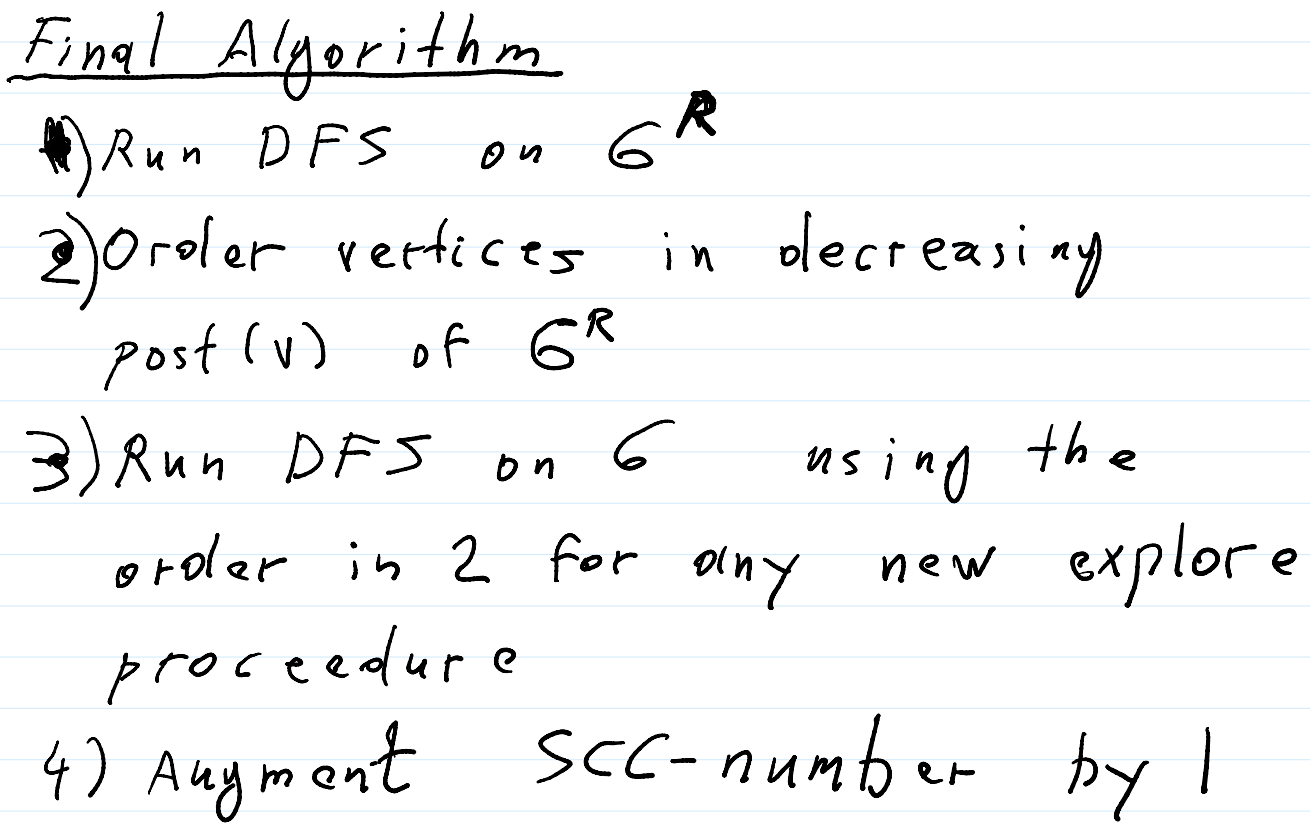 Final Algorithm
1) Run DFS on G^R
2) Order vertices in decreasing
post(v) of G^R
3) Run DFS on G using the
order in 2 for any new explore
proceedure
4) Augment SCC-number by 1